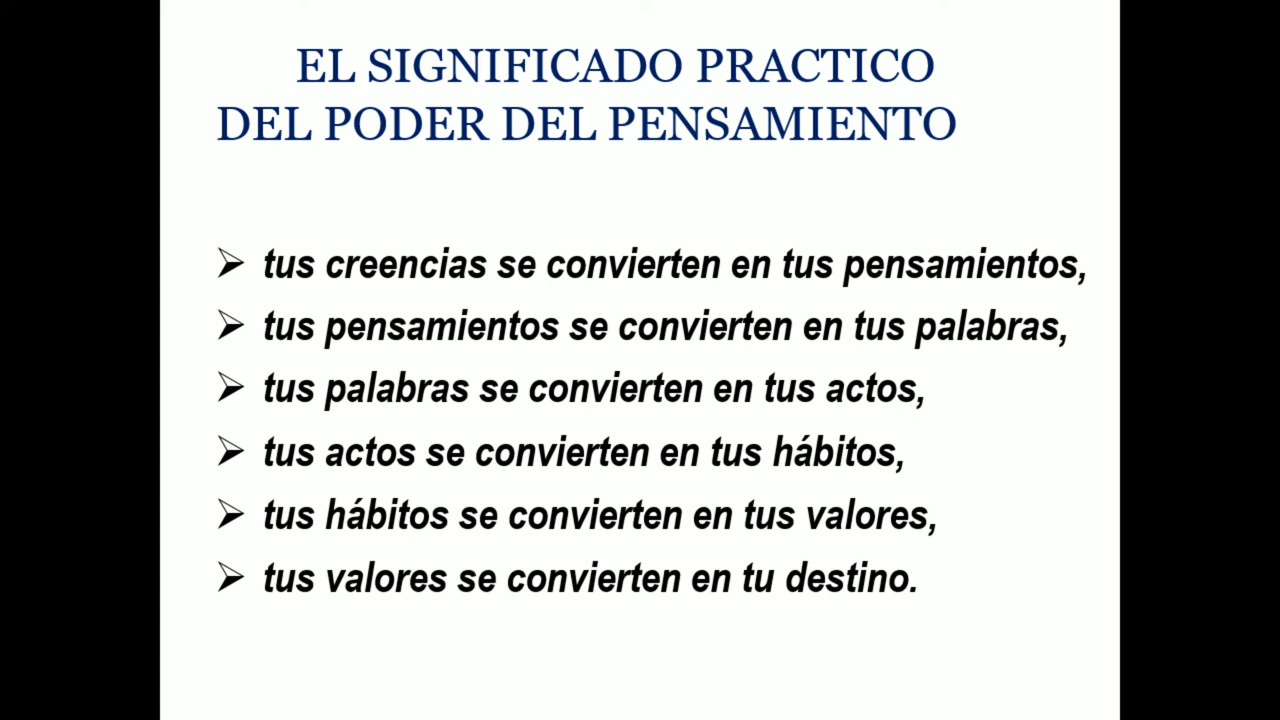 EL SIGNIFICADO PRACTICO
DEL PODER DEL PENSAMIENTO
➢ tus creencias se convierten en tus pensamientos,
➢ tus pensamientos se convierten en tus palabras,
➢ tus palabras se convierten en tus actos,
➢ tus actos se convierten en tus hábitos,
➢ tus hábitos se convierten en tus valores,
➢ tus valores se convierten en tu destino.